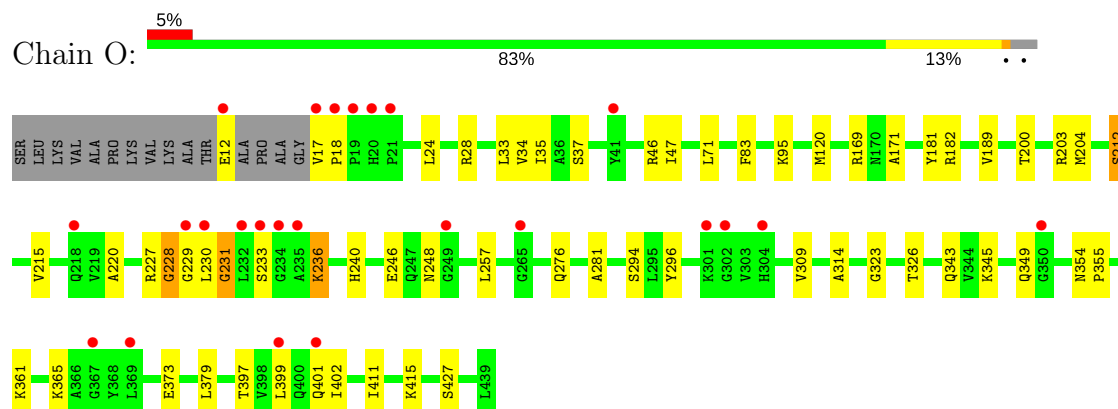 5%
Chain O:
83% 13% • •
SER LEU LYS VAL ALA PRO LYS VAL LYS ALA THR E12 ALA PRO ALA GLY V17 P18 P19 H20 P21 L24 R28 L33 V34 I35 A36 S37 Y41 R46 I47 L71 F83 K95 M120 R169 N170 A171 Y181 R182 V189 T200 R203 M204 S212
V215 Q218 V219 A220 R227 G228 G229 L230 G231 L232 S233 G234 A235 K236 H240 E246 Q247 N248 G249 L257 G265 Q276 A281 S294 L295 Y296 K301 G302 V303 H304 V309 A314 G323 T326 Q343 V344 K345 Q349 G350 N354 P355
K361 K365 A366 G367 Y368 L369 E373 L379 T397 V398 L399 Q400 Q401 I402 I411 K415 S427 L439